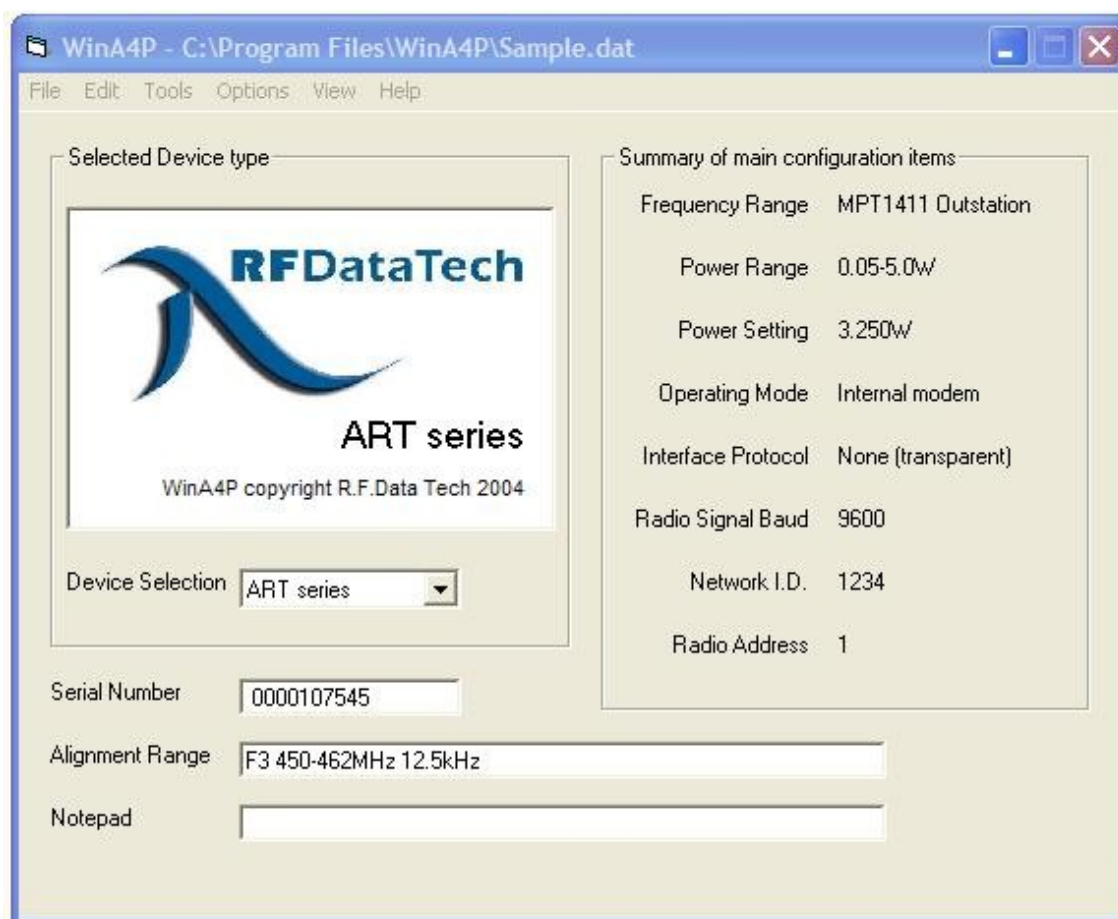 WinA4P - C:\Program Files\WinA4P\Sample.dat
File Edit Tools Options View Help
Selected Device type
RFDataTech
ART series
WinA4P copyright R.F.Data Tech 2004
Device Selection ART series
Summary of main configuration items
Frequency Range MPT1411 Outstation
Power Range 0.05-5.0W
Power Setting 3.250W
Operating Mode Internal modem
Interface Protocol None (transparent)
Radio Signal Baud 9600
Network I.D. 1234
Radio Address 1
Serial Number 0000107545
Alignment Range F3 450-462MHz 12.5kHz
Notepad